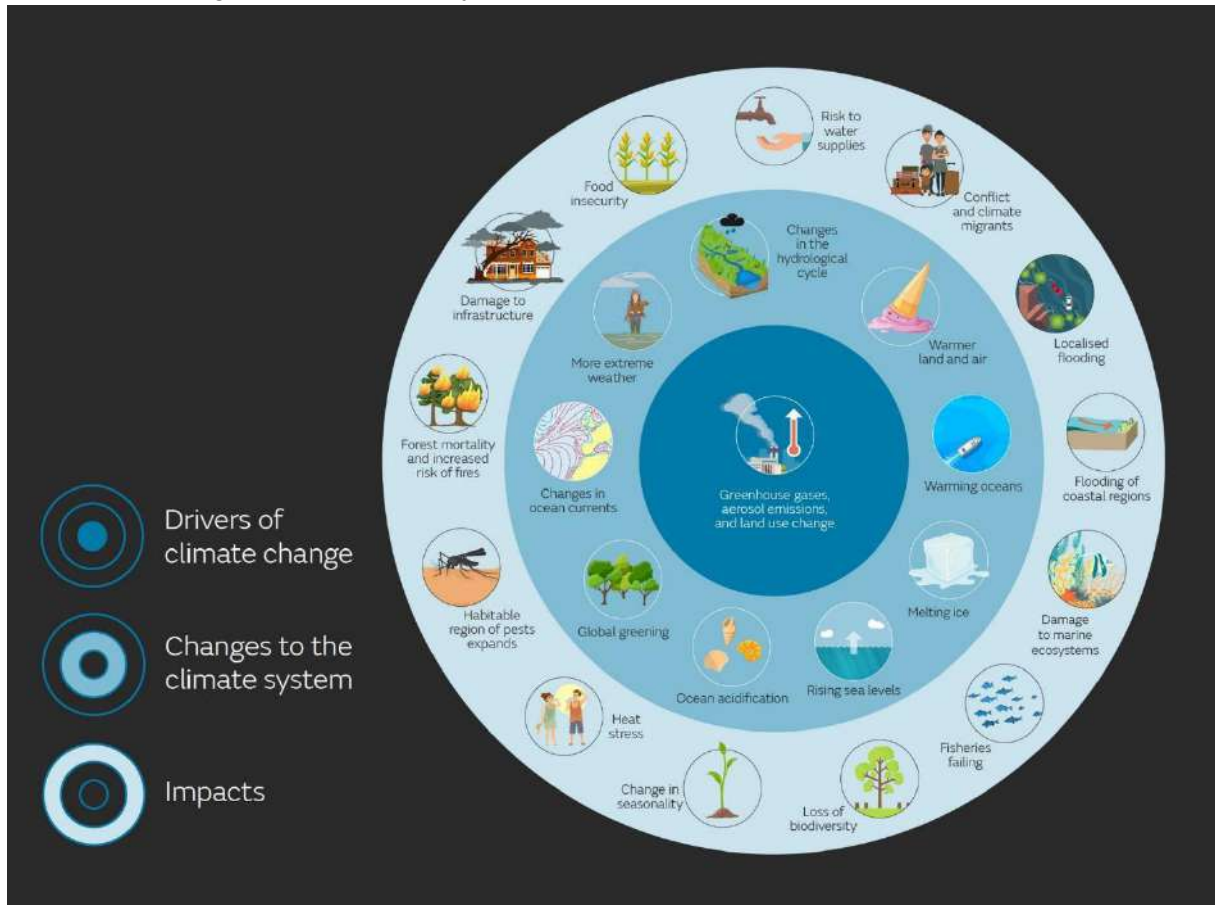 Risk to
water
supplies
Food
insecurity
Conflict
and climate
migrants
Changes
in the
hydrological
cycle
Damage to
infrastructure
Localised
flooding
More extreme
weather
Warmer
land and air
Forest mortality
and increased
risk of fires
Changes in
ocean currents
Greenhouse gases,
aerosol emissions,
and land use change
Warming oceans
Flooding of
coastal regions
Drivers of
climate change
Habitable
region of pests
expands
Global greening
Melting ice
Damage
to marine
ecosystems
Changes to the
climate system
Ocean acidification
Rising sea levels
Heat
stress
Fisheries
failing
Impacts
Change in
seasonality
Loss of
biodiversity